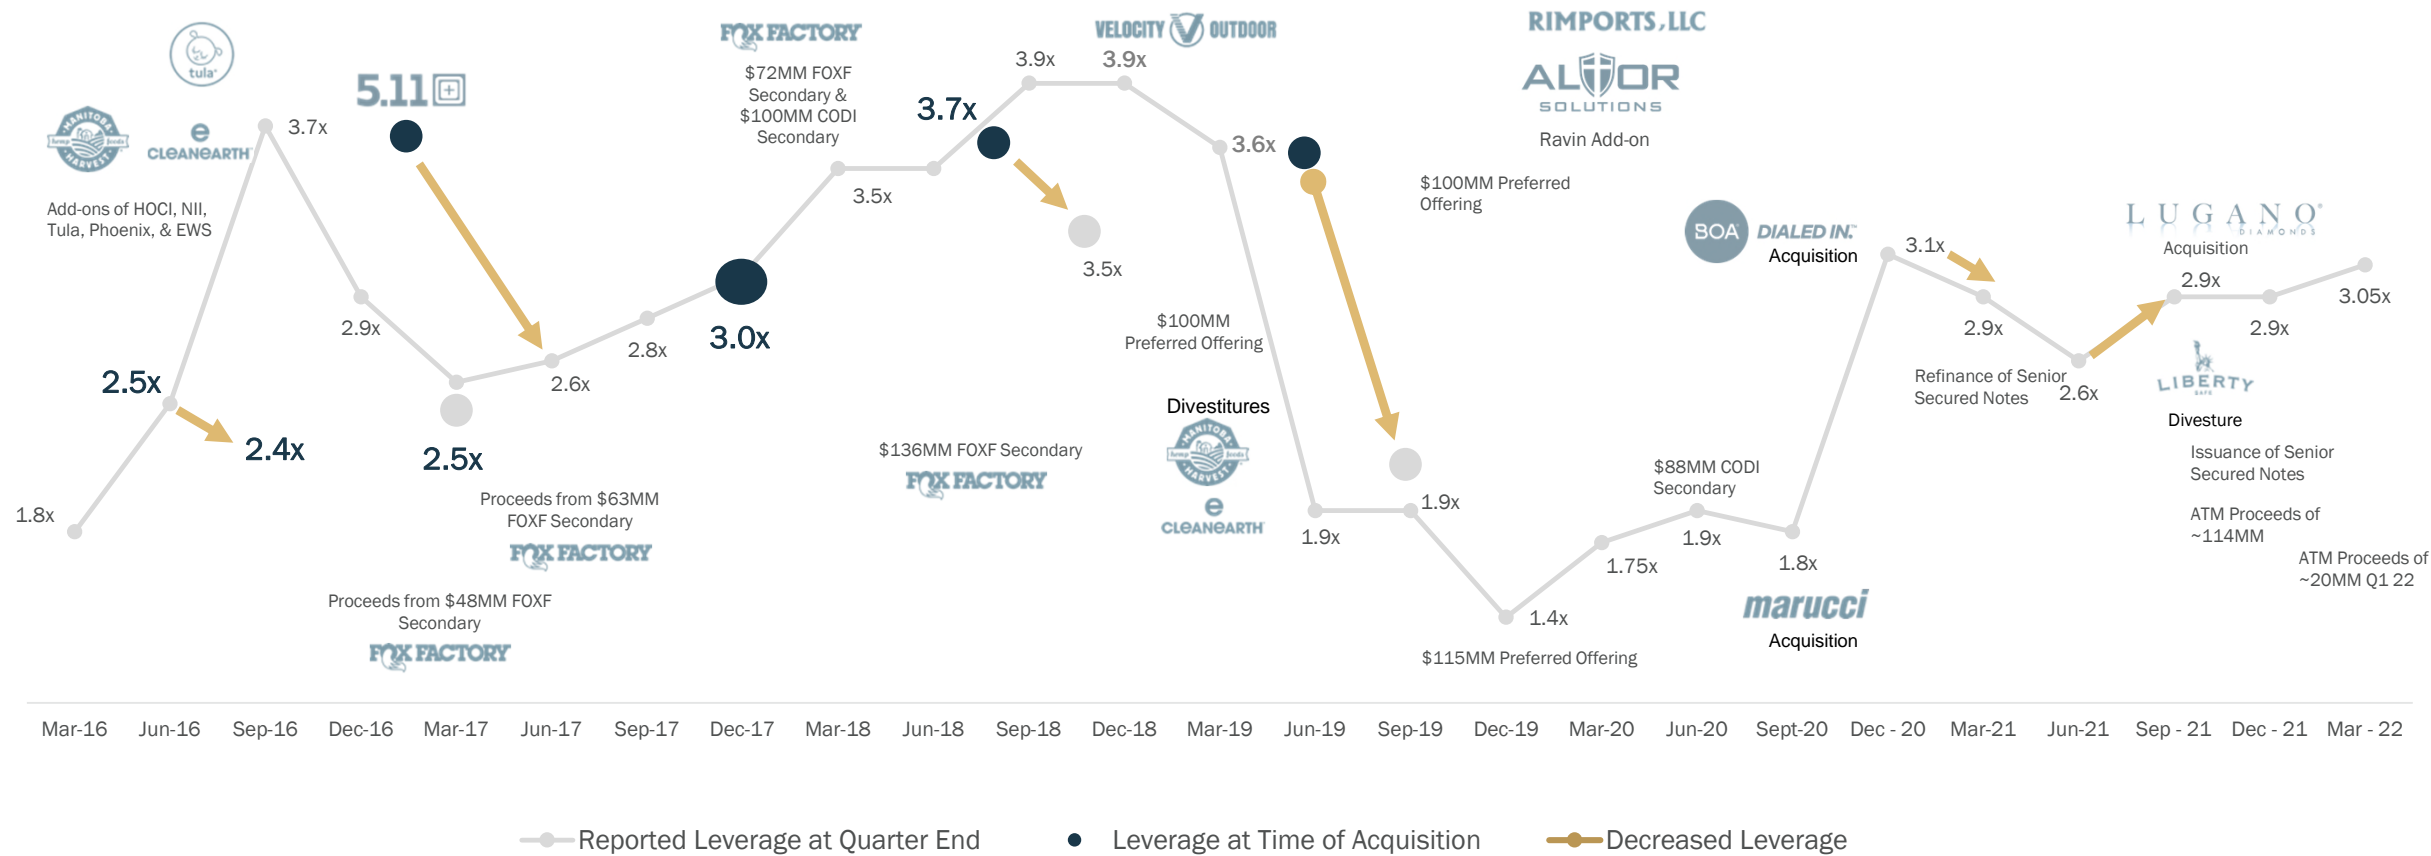 tula
MANITOBA
hemp foods
HARVEST
e
CLEANEARTH
Add-ons of HOCI, NII,
Tula, Phoenix, & EWS
5.11
FOX FACTORY
$72MM FOXF
Secondary &
$100MM CODI
Secondary
VELOCITY V OUTDOOR
RIMPORTS, LLC
ALTOR
SOLUTIONS
Ravin Add-on
$100MM Preferred
Offering
BOA
DIALED IN.™
Acquisition
LUGANO®
DIAMONDS
Acquisition
1.8x
2.5x
2.4x
3.7x
2.9x
2.5x
2.6x
2.8x
3.0x
3.5x
3.7x
3.9x
3.9x
3.5x
3.6x
1.9x
1.9x
1.4x
1.75x
1.9x
1.8x
3.1x
2.9x
2.6x
2.9x
2.9x
3.05x
Proceeds from $63MM
FOXF Secondary
FOX FACTORY
Proceeds from $48MM FOXF
Secondary
FOX FACTORY
$136MM FOXF Secondary
FOX FACTORY
$100MM
Preferred Offering
Divestitures
MANITOBA
hemp foods
HARVEST
e
CLEANEARTH
$115MM Preferred Offering
$88MM CODI
Secondary
marucci
Acquisition
Refinance of Senior
Secured Notes
LIBERTY
SAFE
Divesture
Issuance of Senior
Secured Notes
ATM Proceeds of
~114MM
ATM Proceeds of
~20MM Q1 22
Mar-16 Jun-16 Sep-16 Dec-16 Mar-17 Jun-17 Sep-17 Dec-17 Mar-18 Jun-18 Sep-18 Dec-18 Mar-19 Jun-19 Sep-19 Dec-19 Mar-20 Jun-20 Sept-20 Dec - 20 Mar-21 Jun-21 Sep - 21 Dec - 21 Mar - 22
Reported Leverage at Quarter End Leverage at Time of Acquisition Decreased Leverage